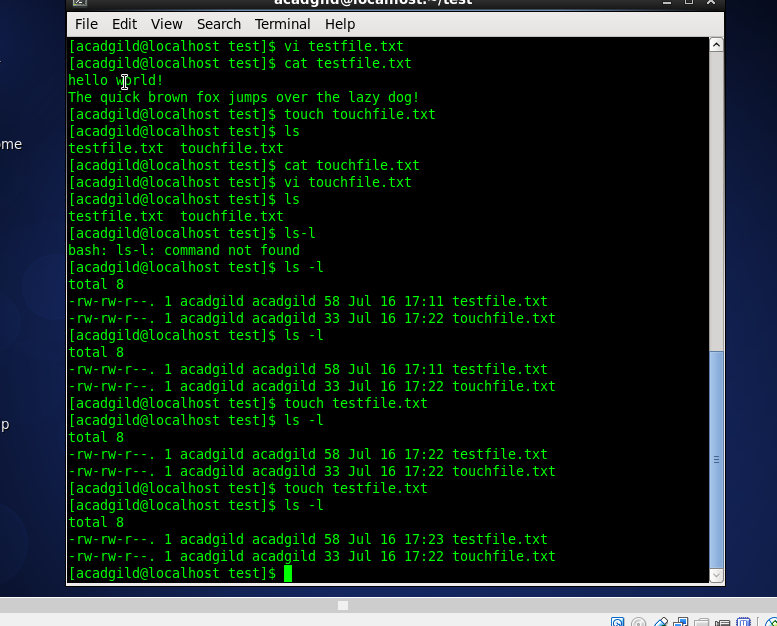 acadgild@localhost:~/test
File Edit View Search Terminal Help
[acadgild@localhost test]$ vi testfile.txt
[acadgild@localhost test]$ cat testfile.txt
hello world!
The quick brown fox jumps over the lazy dog!
[acadgild@localhost test]$ touch touchfile.txt
[acadgild@localhost test]$ ls
testfile.txt  touchfile.txt
[acadgild@localhost test]$ cat touchfile.txt
[acadgild@localhost test]$ vi touchfile.txt
[acadgild@localhost test]$ ls
testfile.txt  touchfile.txt
[acadgild@localhost test]$ ls-l
bash: ls-l: command not found
[acadgild@localhost test]$ ls -l
total 8
-rw-rw-r--. 1 acadgild acadgild 58 Jul 16 17:11 testfile.txt
-rw-rw-r--. 1 acadgild acadgild 33 Jul 16 17:22 touchfile.txt
[acadgild@localhost test]$ ls -l
total 8
-rw-rw-r--. 1 acadgild acadgild 58 Jul 16 17:11 testfile.txt
-rw-rw-r--. 1 acadgild acadgild 33 Jul 16 17:22 touchfile.txt
[acadgild@localhost test]$ touch testfile.txt
[acadgild@localhost test]$ ls -l
total 8
-rw-rw-r--. 1 acadgild acadgild 58 Jul 16 17:22 testfile.txt
-rw-rw-r--. 1 acadgild acadgild 33 Jul 16 17:22 touchfile.txt
[acadgild@localhost test]$ touch testfile.txt
[acadgild@localhost test]$ ls -l
total 8
-rw-rw-r--. 1 acadgild acadgild 58 Jul 16 17:23 testfile.txt
-rw-rw-r--. 1 acadgild acadgild 33 Jul 16 17:22 touchfile.txt
[acadgild@localhost test]$
ome
p